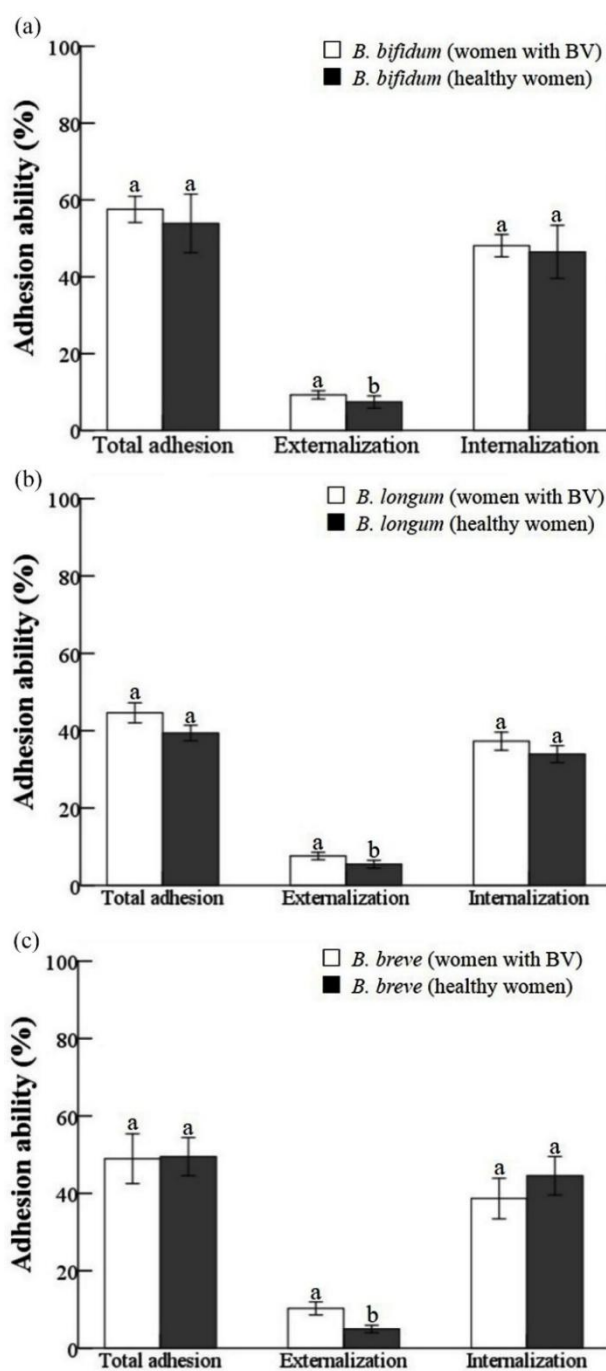 (a)
100
80
60
40
20
0
Adhesion ability (%)
B. bifidum (women with BV)
B. bifidum (healthy women)
a a
a b
a a
Total adhesion Externalization Internalization
(b)
100
80
60
40
20
0
Adhesion ability (%)
B. longum (women with BV)
B. longum (healthy women)
a a
a b
a a
Total adhesion Externalization Internalization
(c)
100
80
60
40
20
0
Adhesion ability (%)
B. breve (women with BV)
B. breve (healthy women)
a a
a b
a a
Total adhesion Externalization Internalization